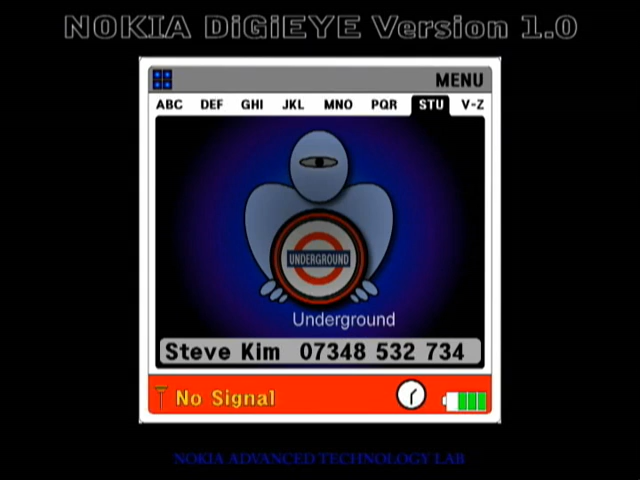 NOKIA DiGiEYE Version 1.0
MENU
ABC DEF GHI JKL MNO PQR STU V-Z
UNDERGROUND
Underground
Steve Kim 07348 532 734
No Signal
NOKIA ADVANCED TECHNOLOGY LAB